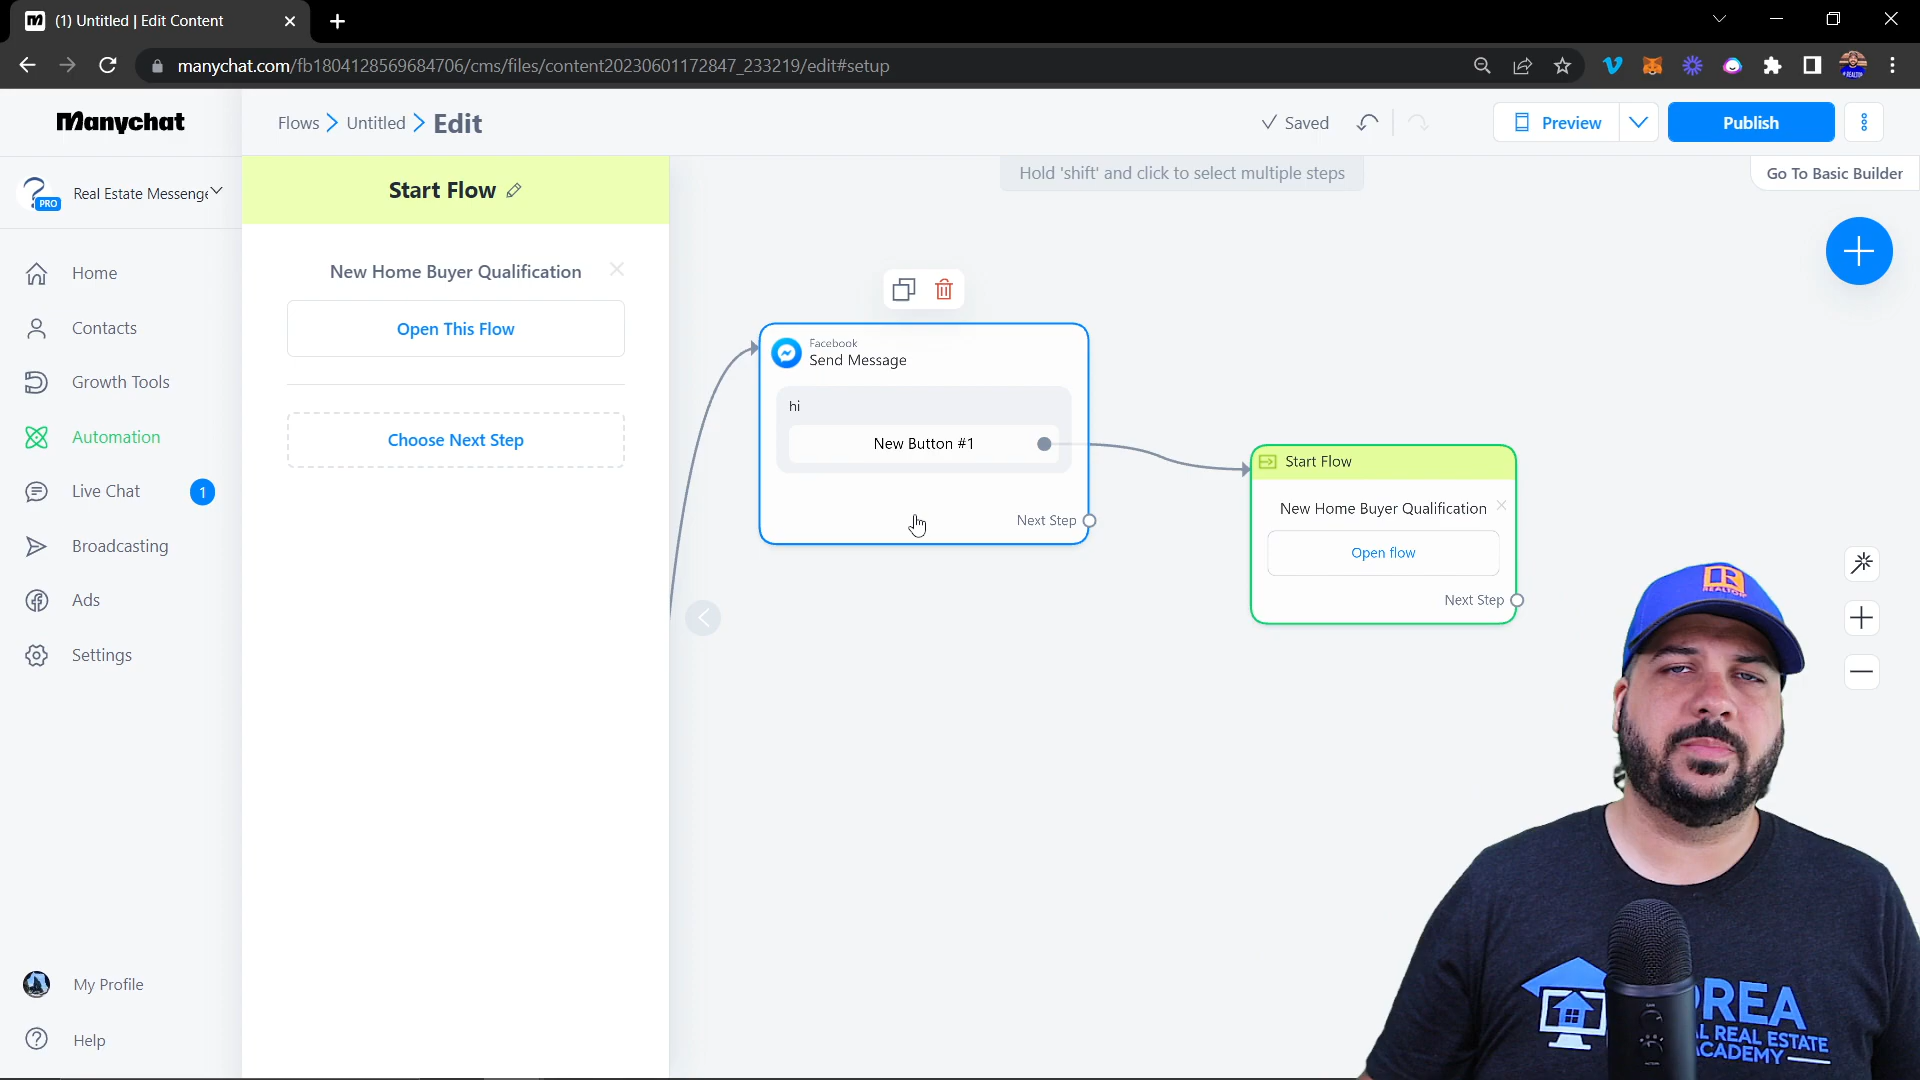 (1) Untitled | Edit Content
manychat.com/fb1804128569684706/cms/files/content20230601172847_233219/edit#setup
Manychat
Flows
Untitled
Edit
Saved
Preview
Publish
PRO
Real Estate Messenge
Start Flow
Hold 'shift' and click to select multiple steps
Go To Basic Builder
Home
Contacts
Growth Tools
Automation
Live Chat
1
Broadcasting
Ads
Settings
My Profile
Help
New Home Buyer Qualification
Open This Flow
Choose Next Step
Facebook
Send Message
hi
New Button #1
Next Step
Start Flow
New Home Buyer Qualification
Open flow
Next Step
REALTOR
REA
L REAL ESTATE
ACADEMY